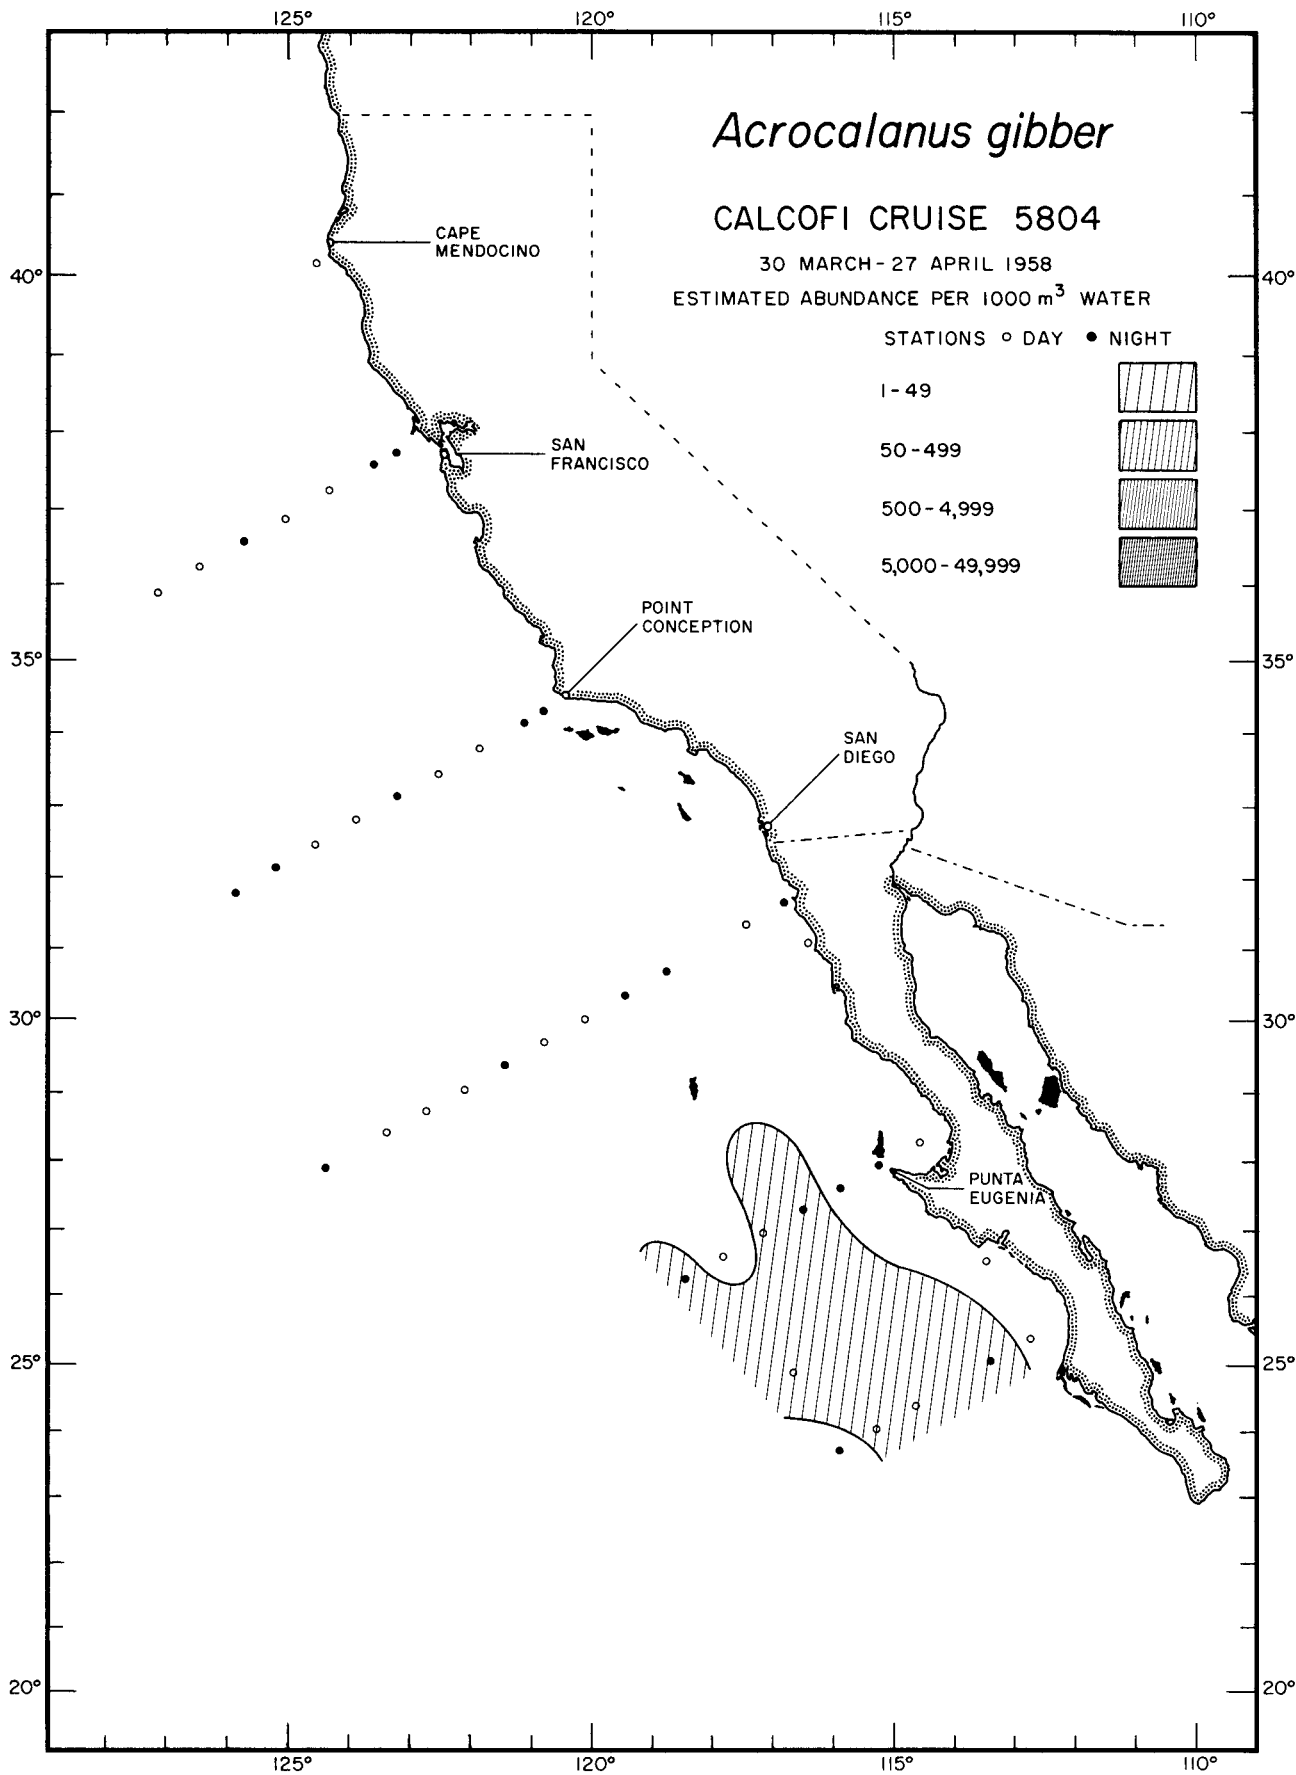 125° 120° 115° 110°
Acrocalanus gibber
CALCOFI CRUISE 5804
30 MARCH - 27 APRIL 1958
ESTIMATED ABUNDANCE PER 1000 m³ WATER
STATIONS ○ DAY ● NIGHT
1 - 49
50 - 499
500 - 4,999
5,000 - 49,999
CAPE
MENDOCINO
40° 40°
SAN
FRANCISCO
POINT
CONCEPTION
35° 35°
SAN
DIEGO
30° 30°
PUNTA
EUGENIA
25° 25°
20° 20°
125° 120° 115° 110°